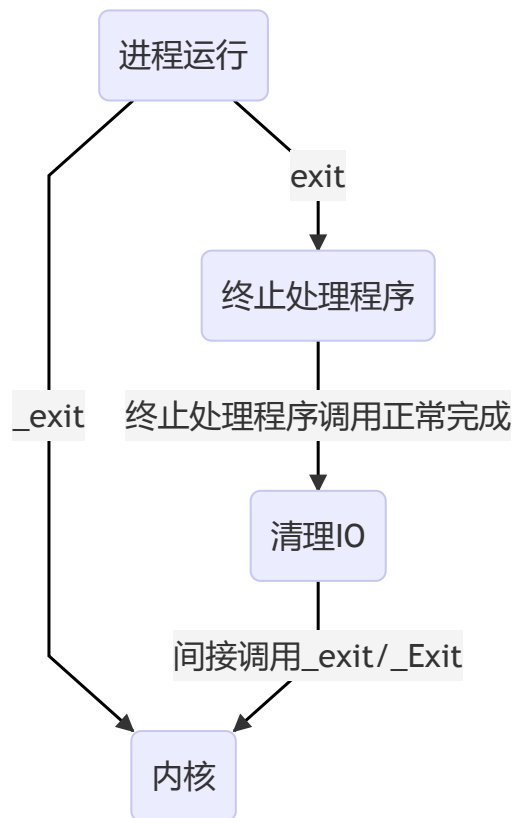 进程运行
exit
终止处理程序
_exit
终止处理程序调用正常完成
清理IO
间接调用_exit/_Exit
内核